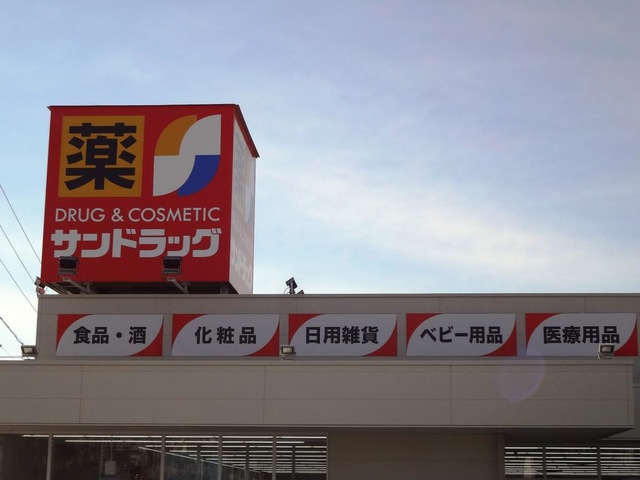 薬
DRUG & COSMETIC
サンドラッグ
食品・酒
化粧品
日用雑貨
ベビー用品
医療用品